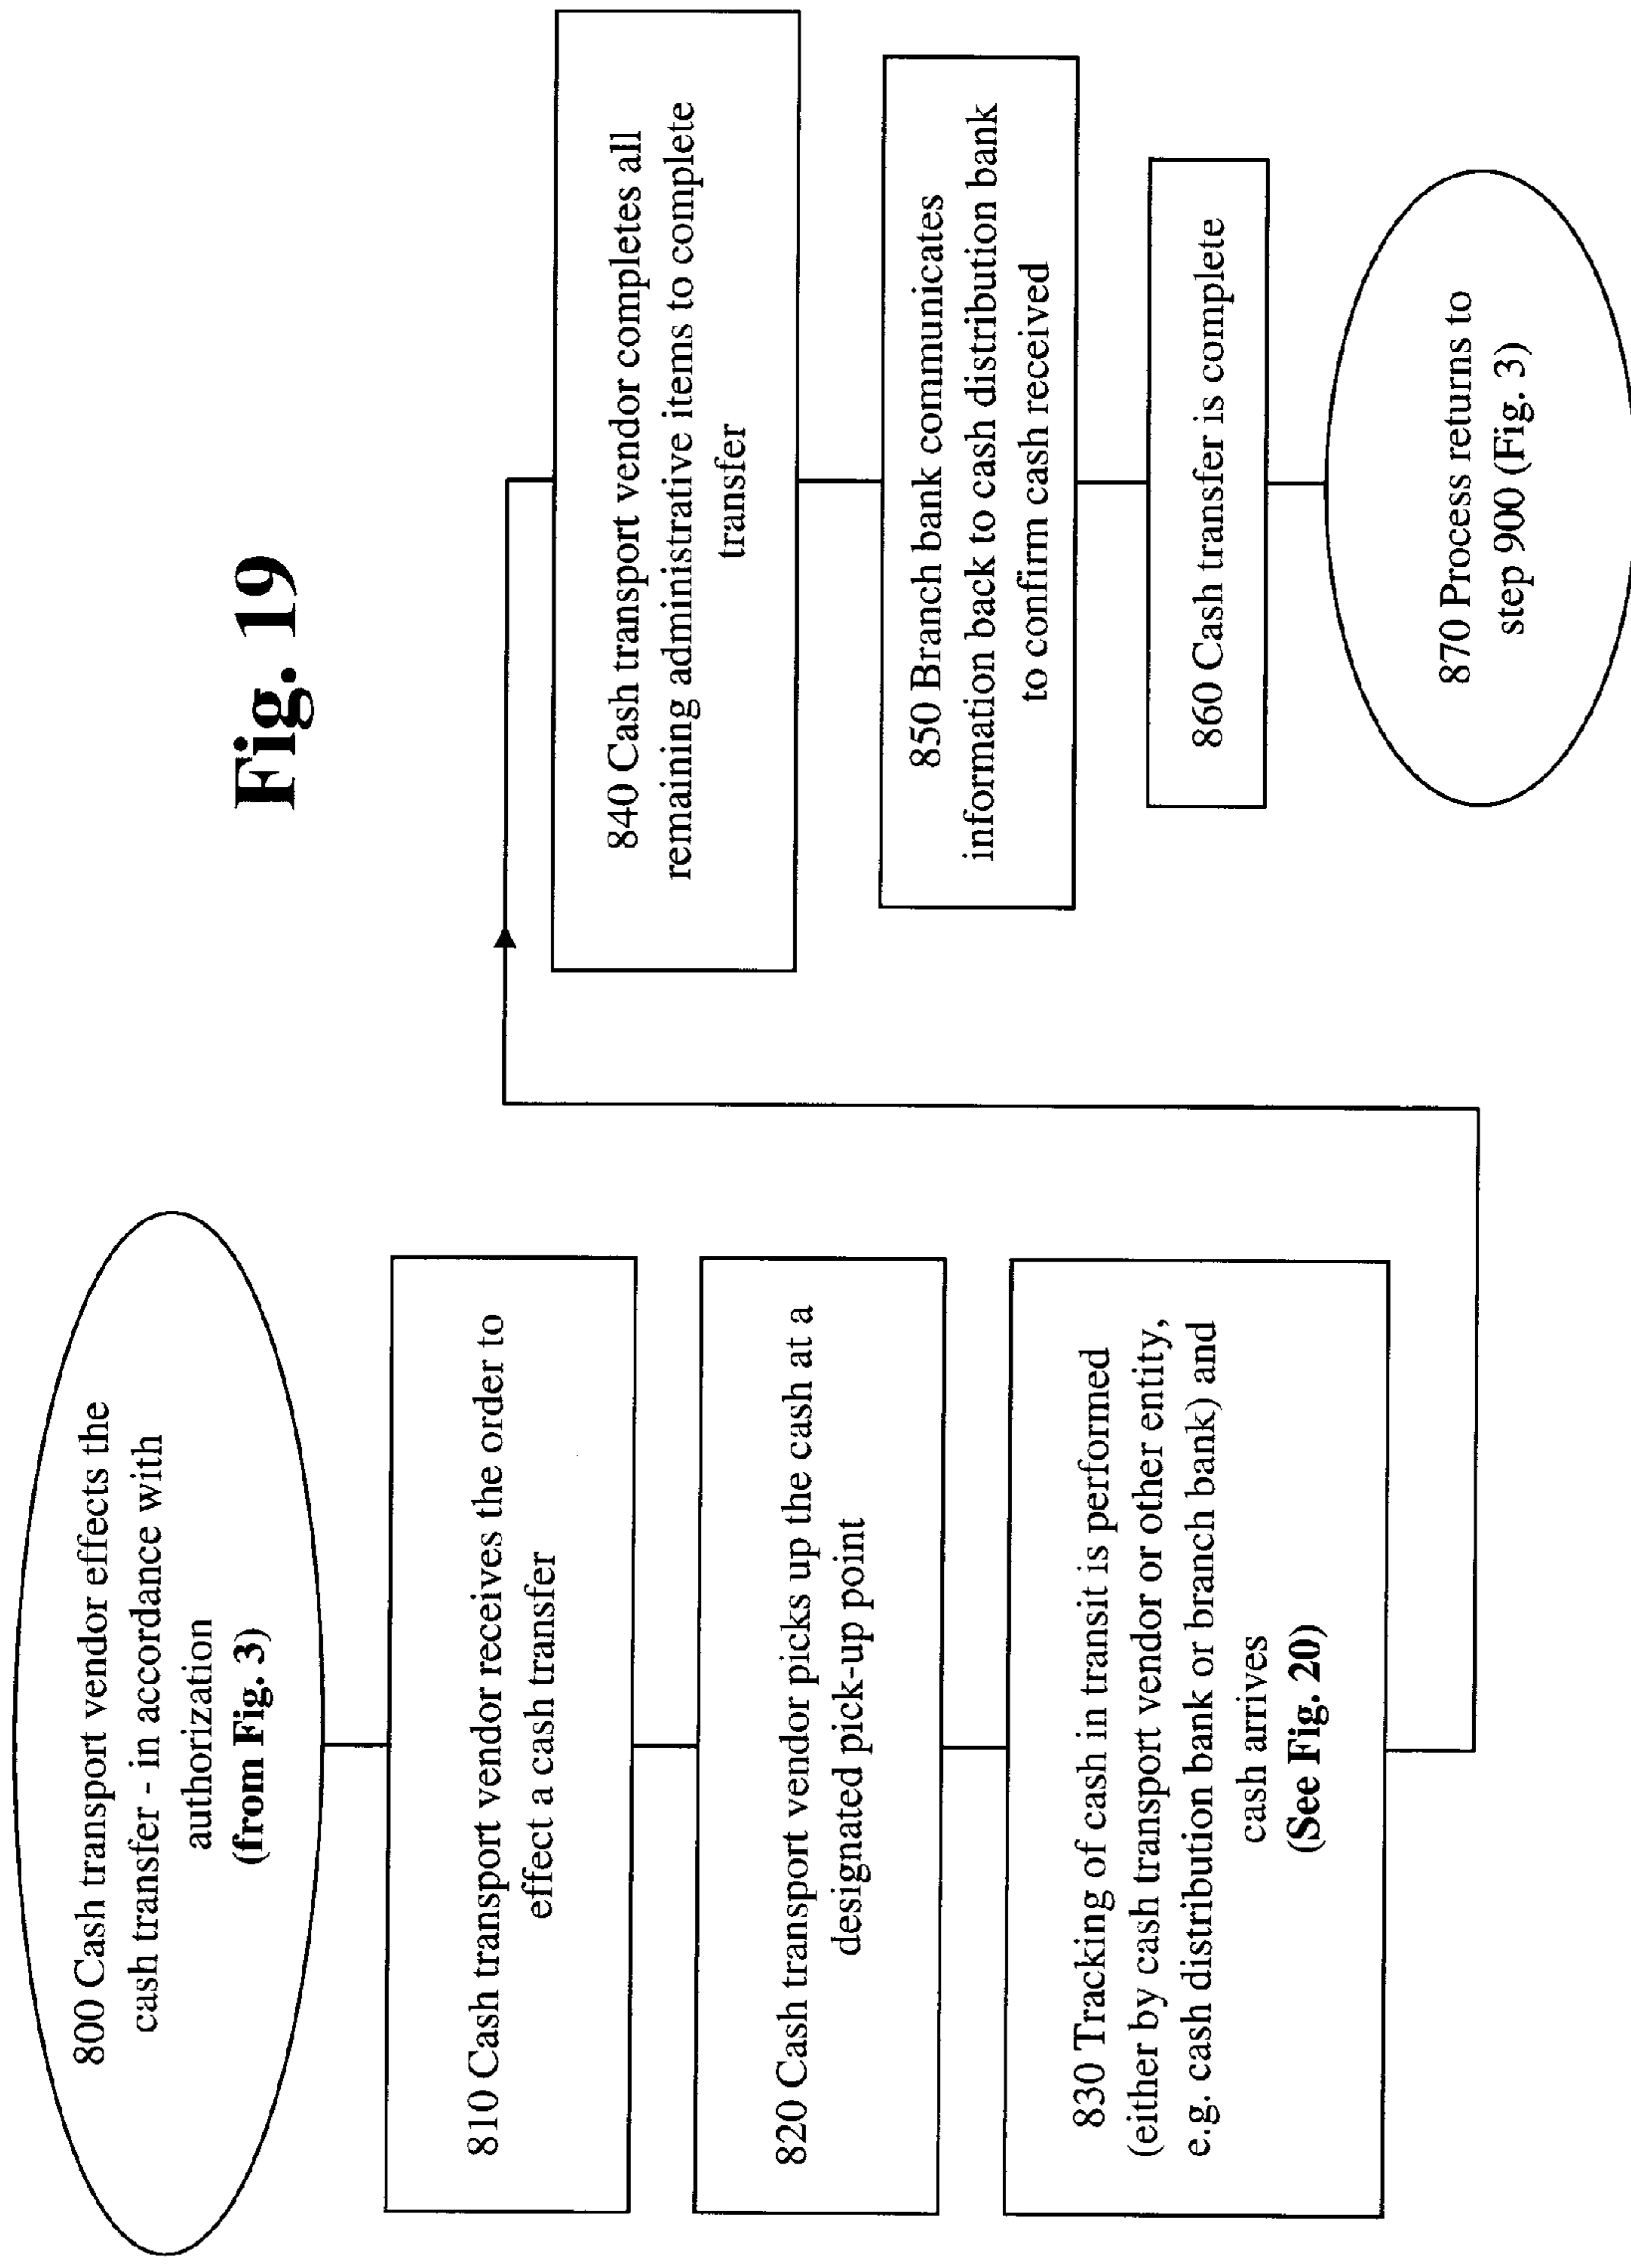 Fig. 19
800 Cash transport vendor effects the
cash transfer - in accordance with
authorization
(from Fig. 3)
810 Cash transport vendor receives the order to
effect a cash transfer
820 Cash transport vendor picks up the cash at a
designated pick-up point
830 Tracking of cash in transit is performed
(either by cash transport vendor or other entity,
e.g. cash distribution bank or branch bank) and
cash arrives
(See Fig. 20)
840 Cash transport vendor completes all
remaining administrative items to complete
transfer
850 Branch bank communicates
information back to cash distribution bank
to confirm cash received
860 Cash transfer is complete
870 Process returns to
step 900 (Fig. 3)